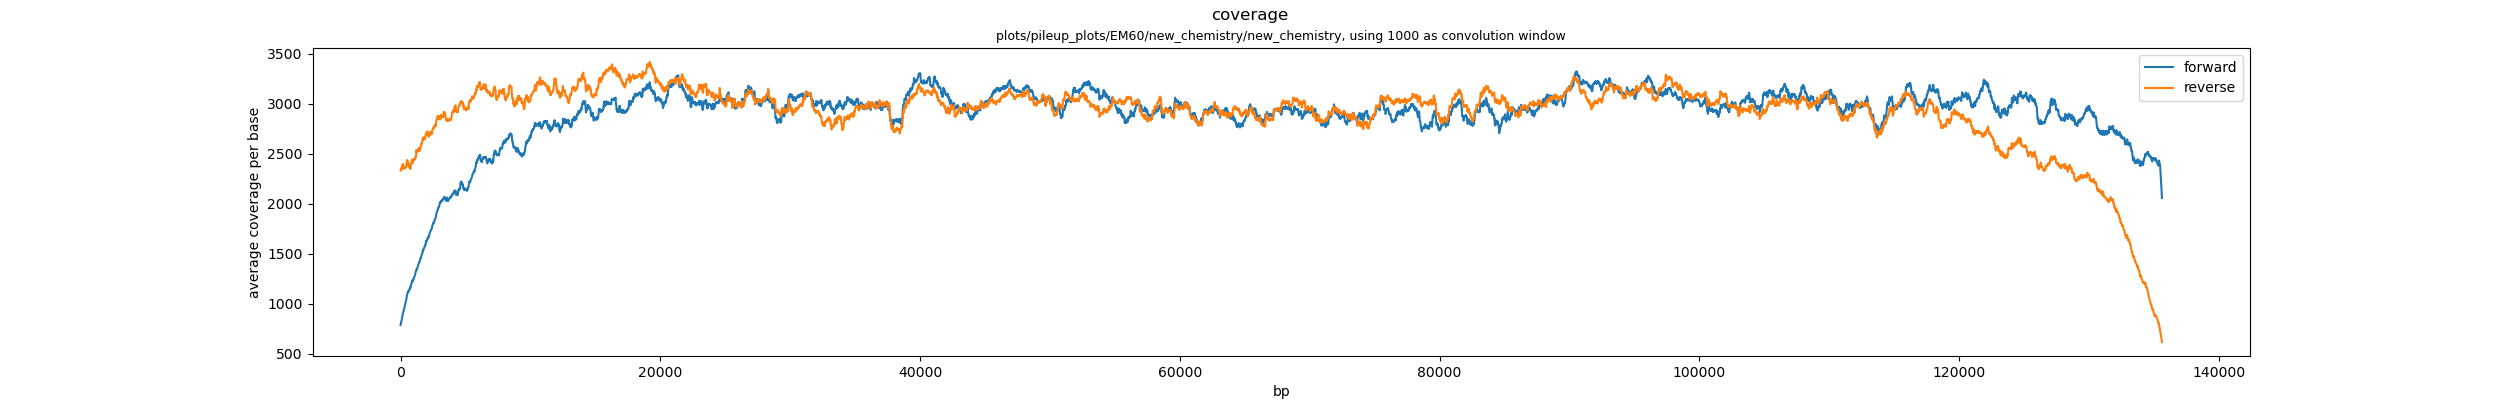 coverage
plots/pileup_plots/EM60/new_chemistry/new_chemistry, using 1000 as convolution window
3500
3000
2500
2000
1500
1000
500
average coverage per base
forward
reverse
0
20000
40000
60000
80000
100000
120000
140000
bp